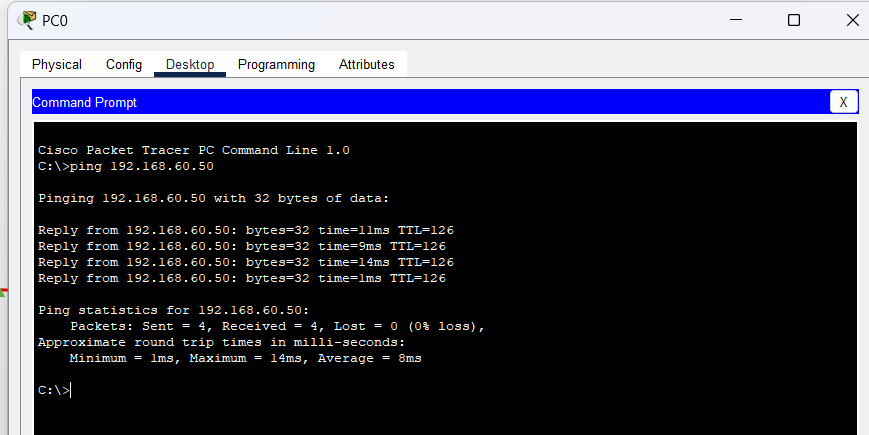 PC0
Physical Config Desktop Programming Attributes
Command Prompt X
Cisco Packet Tracer PC Command Line 1.0
C:\>ping 192.168.60.50
Pinging 192.168.60.50 with 32 bytes of data:
Reply from 192.168.60.50: bytes=32 time=11ms TTL=126
Reply from 192.168.60.50: bytes=32 time=9ms TTL=126
Reply from 192.168.60.50: bytes=32 time=14ms TTL=126
Reply from 192.168.60.50: bytes=32 time=1ms TTL=126
Ping statistics for 192.168.60.50:
Packets: Sent = 4, Received = 4, Lost = 0 (0% loss),
Approximate round trip times in milli-seconds:
Minimum = 1ms, Maximum = 14ms, Average = 8ms
C:\>